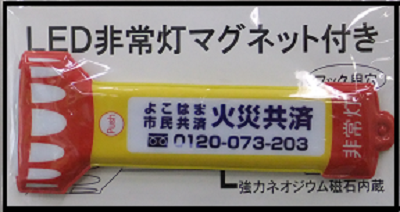 LED非常灯マグネット付き
フック用穴
よこはま
市民共済 火災共済
0120-073-203
Push
非常灯
強力ネオジウム磁石内蔵